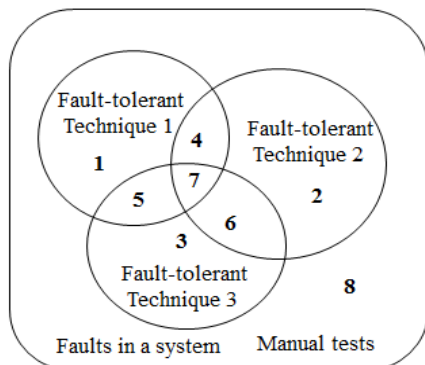 Fault-tolerant
Technique 1
4
Fault-tolerant
Technique 2
1
7
5
2
6
3
Fault-tolerant
Technique 3
8
Faults in a system
Manual tests